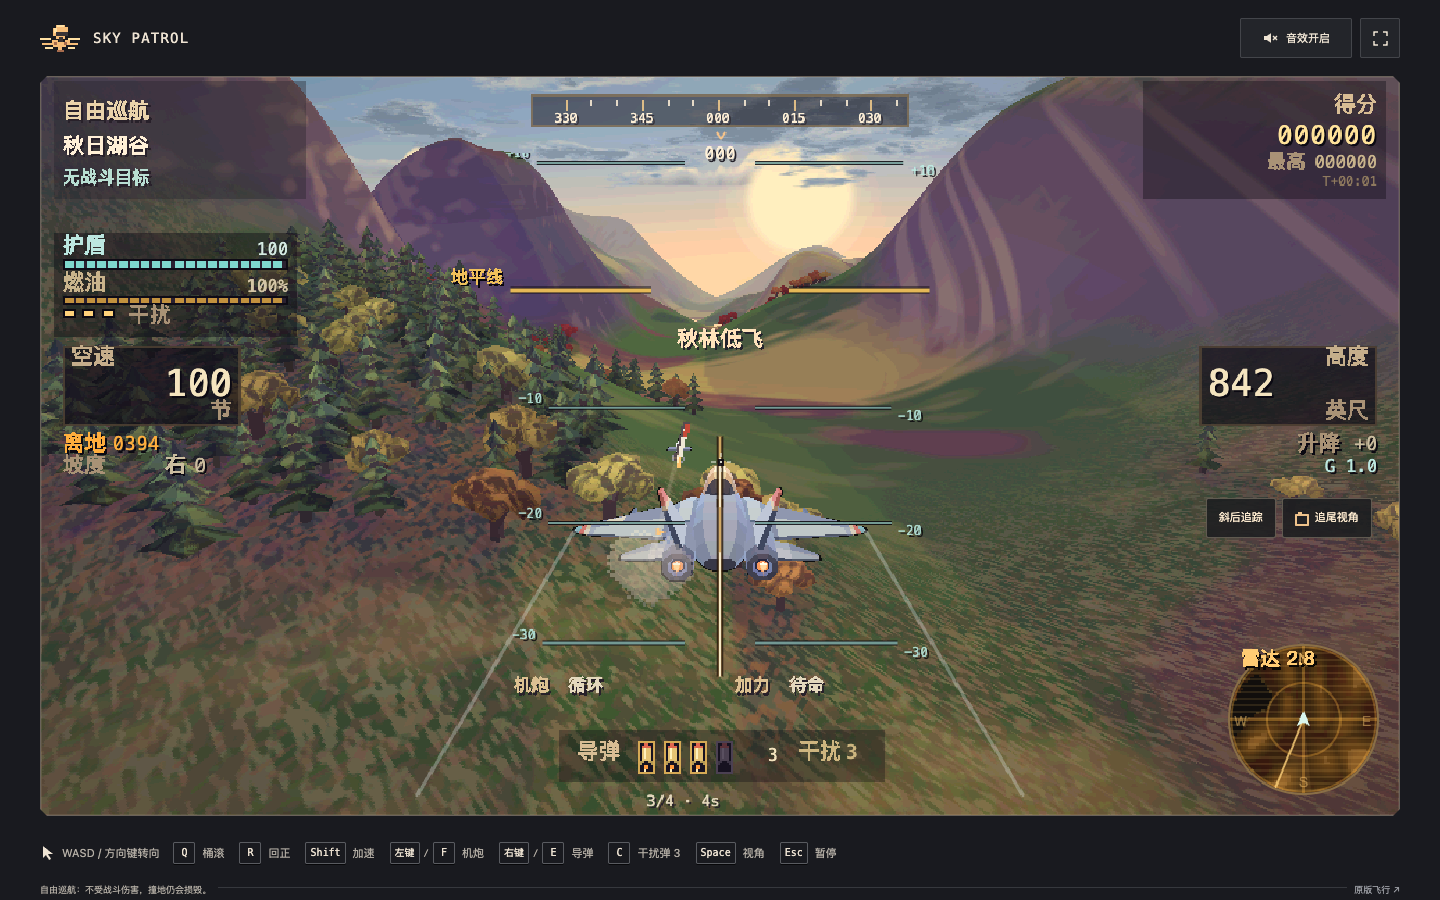 SKY PATROL
音效开启
自由巡航
秋日湖谷
无战斗目标
330 345 000 015 030
000
+10 +10
得分
000000
最高 000000
T+00:01
护盾 100
燃油 100%
干扰
地平线
秋林低飞
空速
100
节
离地 0394
坡度 右 0
高度
842
英尺
升降 +0
G 1.0
-10 -10
-20 -20
-30 -30
斜后追踪 追尾视角
雷达 2.8
W E
S
机炮 循环 加力 待命
导弹 3 干扰 3
3/4 · 4s
WASD / 方向键转向 Q 桶滚 R 回正 Shift 加速 左键 / F 机炮 右键 / E 导弹 C 干扰弹 3 Space 视角 Esc 暂停
自由巡航：不受战斗伤害，撞地仍会损毁。 原版飞行 ↗